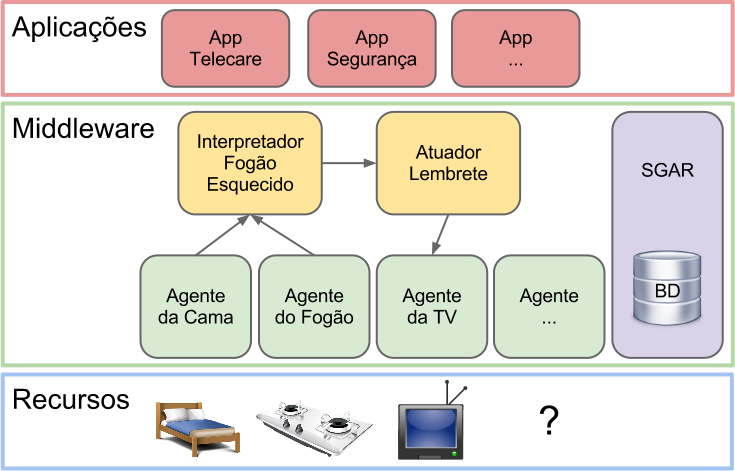 Aplicações
App
Telecare
App
Segurança
App
...
Middleware
Interpretador
Fogão
Esquecido
Atuador
Lembrete
SGAR
BD
Agente
da Cama
Agente
do Fogão
Agente
da TV
Agente
...
Recursos
?